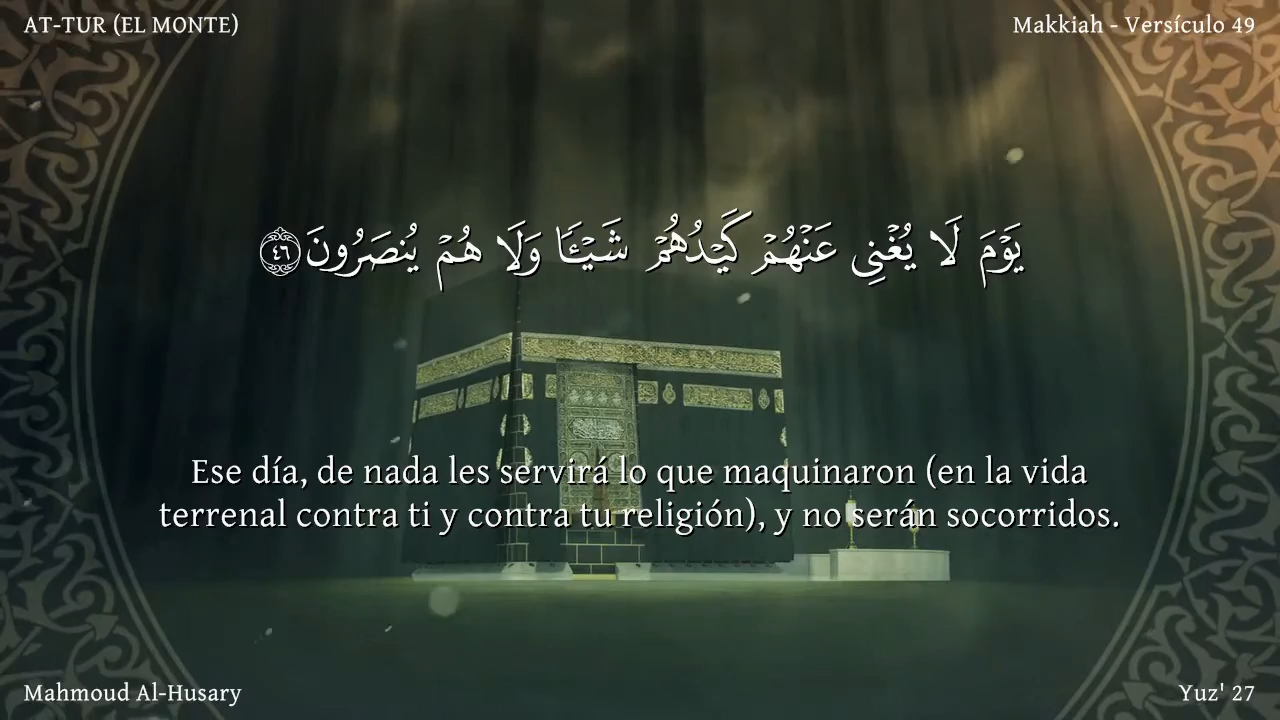 AT-TUR (EL MONTE)
Makkiah - Versículo 49
يَوْمَ لَا يُغْنِى عَنْهُمْ كَيْدُهُمْ شَيْـًٔا وَلَا هُمْ يُنصَرُونَ ٤٦
Ese día, de nada les servirá lo que maquinaron (en la vida
terrenal contra ti y contra tu religión), y no serán socorridos.
Mahmoud Al-Husary
Yuz' 27